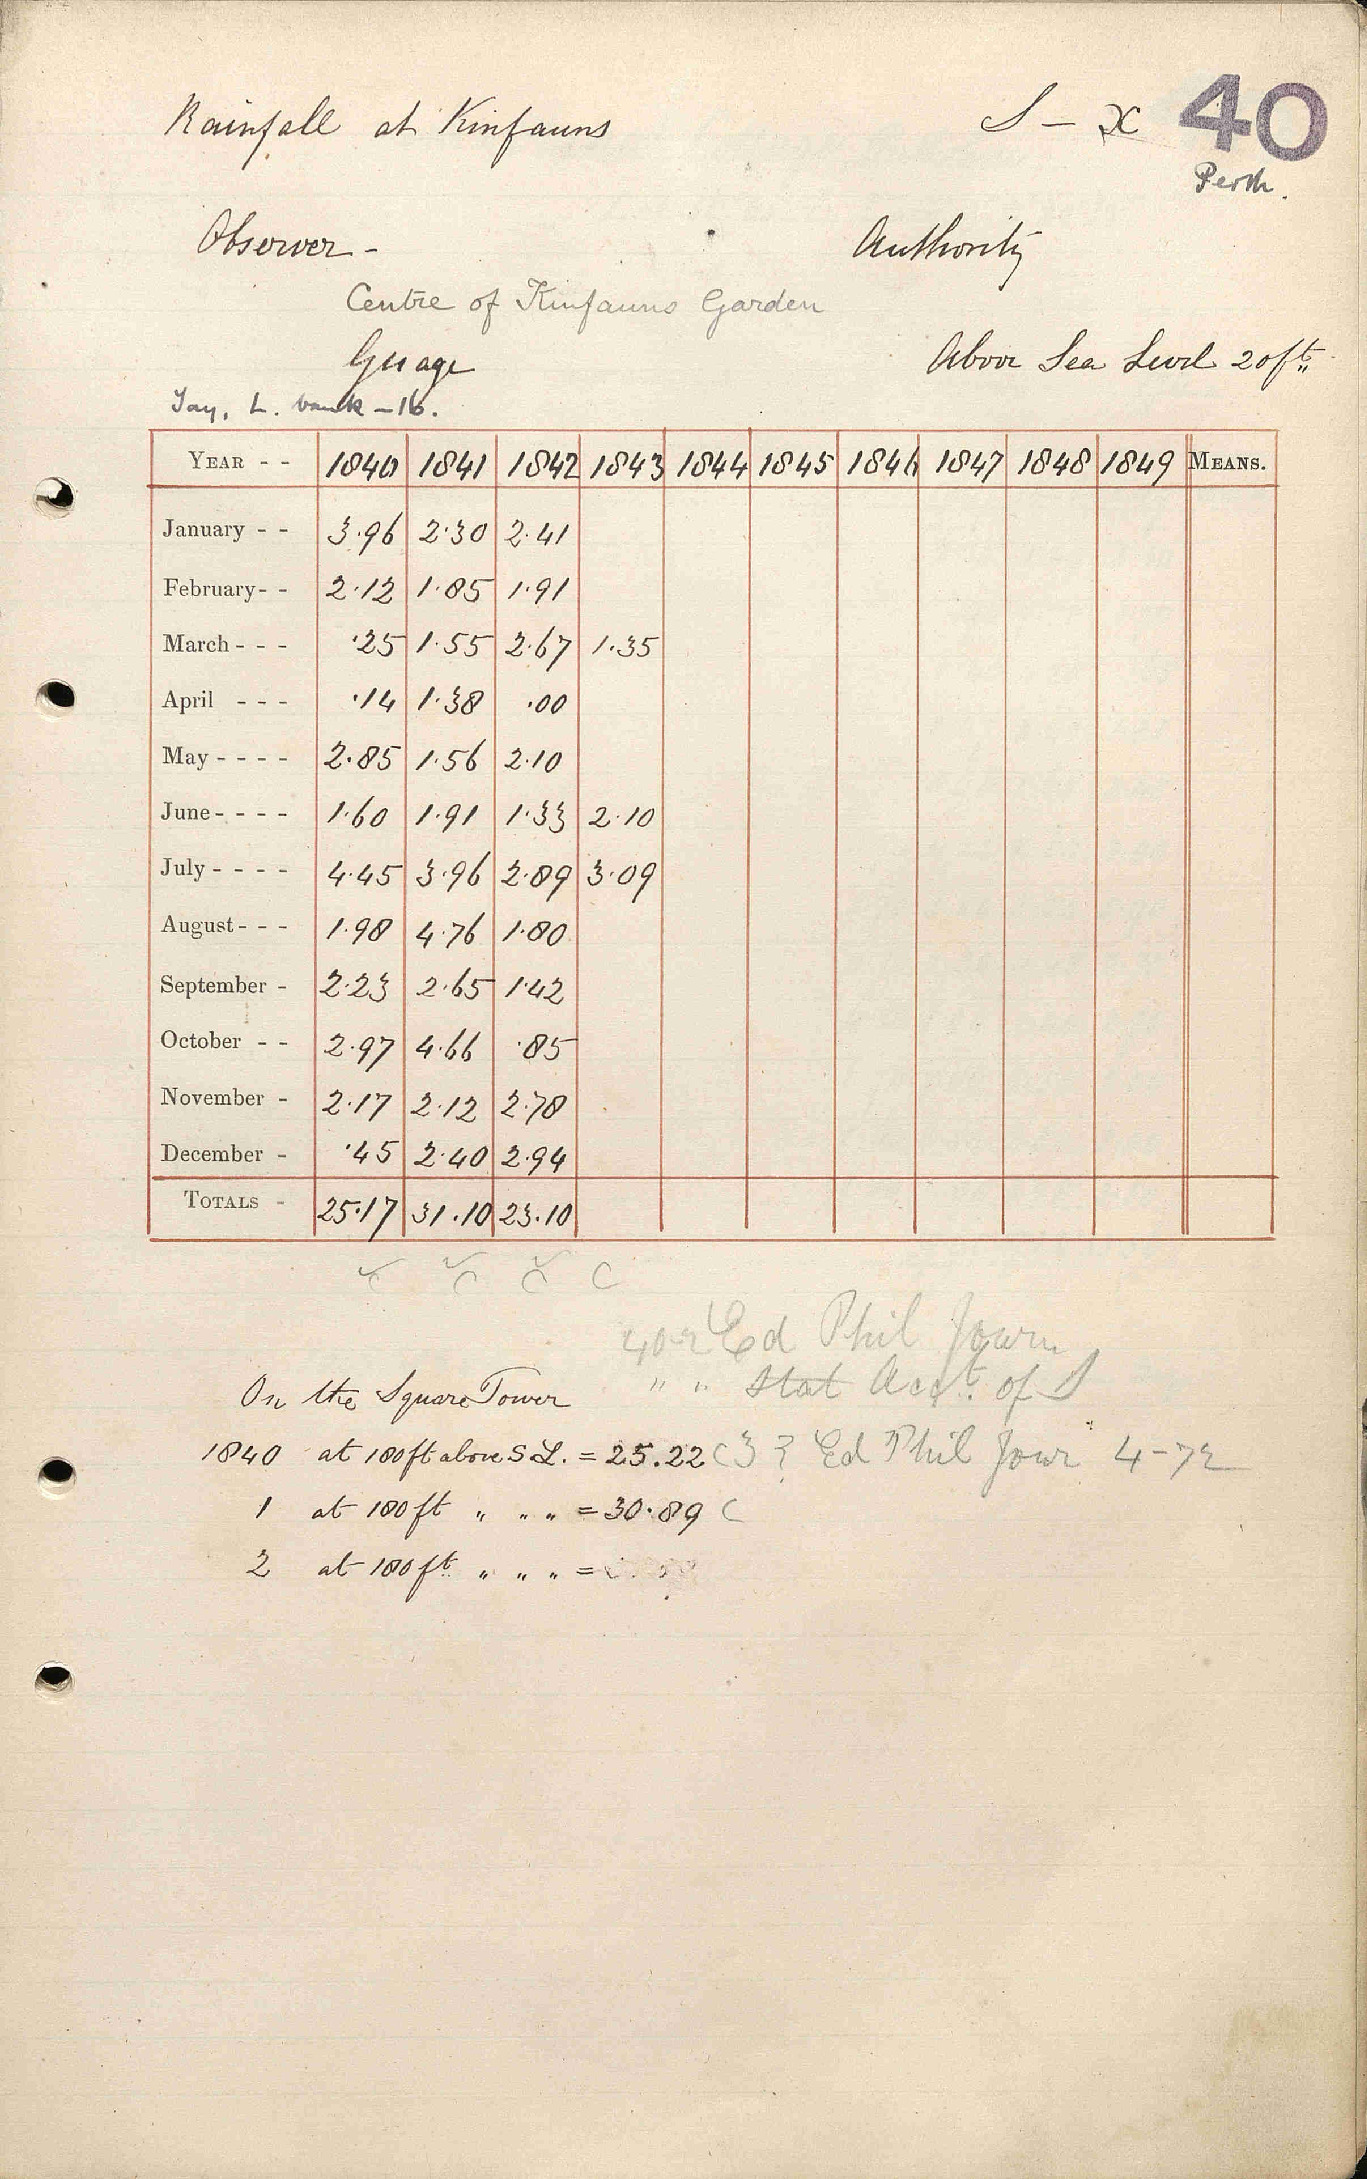 Rainfall at Kinfauns S - X 40
Perth.
Observer - Authority
Centre of Kinfauns Garden
Guage Above Sea Level 20ft.
Tay, L. bank - 16.
YEAR - - 1840 1841 1842 1843 1844 1845 1846 1847 1848 1849 MEANS.
January - - 3.96 2.30 2.41
February - - 2.12 1.85 1.91
March - - - .25 1.55 2.67 1.35
April - - - .14 1.38 .00
May - - - - 2.85 1.56 2.10
June - - - - 1.60 1.91 1.33 2.10
July - - - - 4.45 3.96 2.89 3.09
August - - - 1.98 4.76 1.80
September - 2.23 2.65 1.42
October - - 2.97 4.66 .85
November - 2.17 2.12 2.78
December - .45 2.40 2.94
TOTALS - 25.17 31.10 23.10
C C C C
40-2 Ed Phil Journ
" " Stat Acct. of S
On the Square Tower
1840 at 180ft above S.L. = 25.22 C 3 ? Ed Phil Jour 4-72
1 at 180ft " " " = 30.89 C
2 at 180ft " " " =